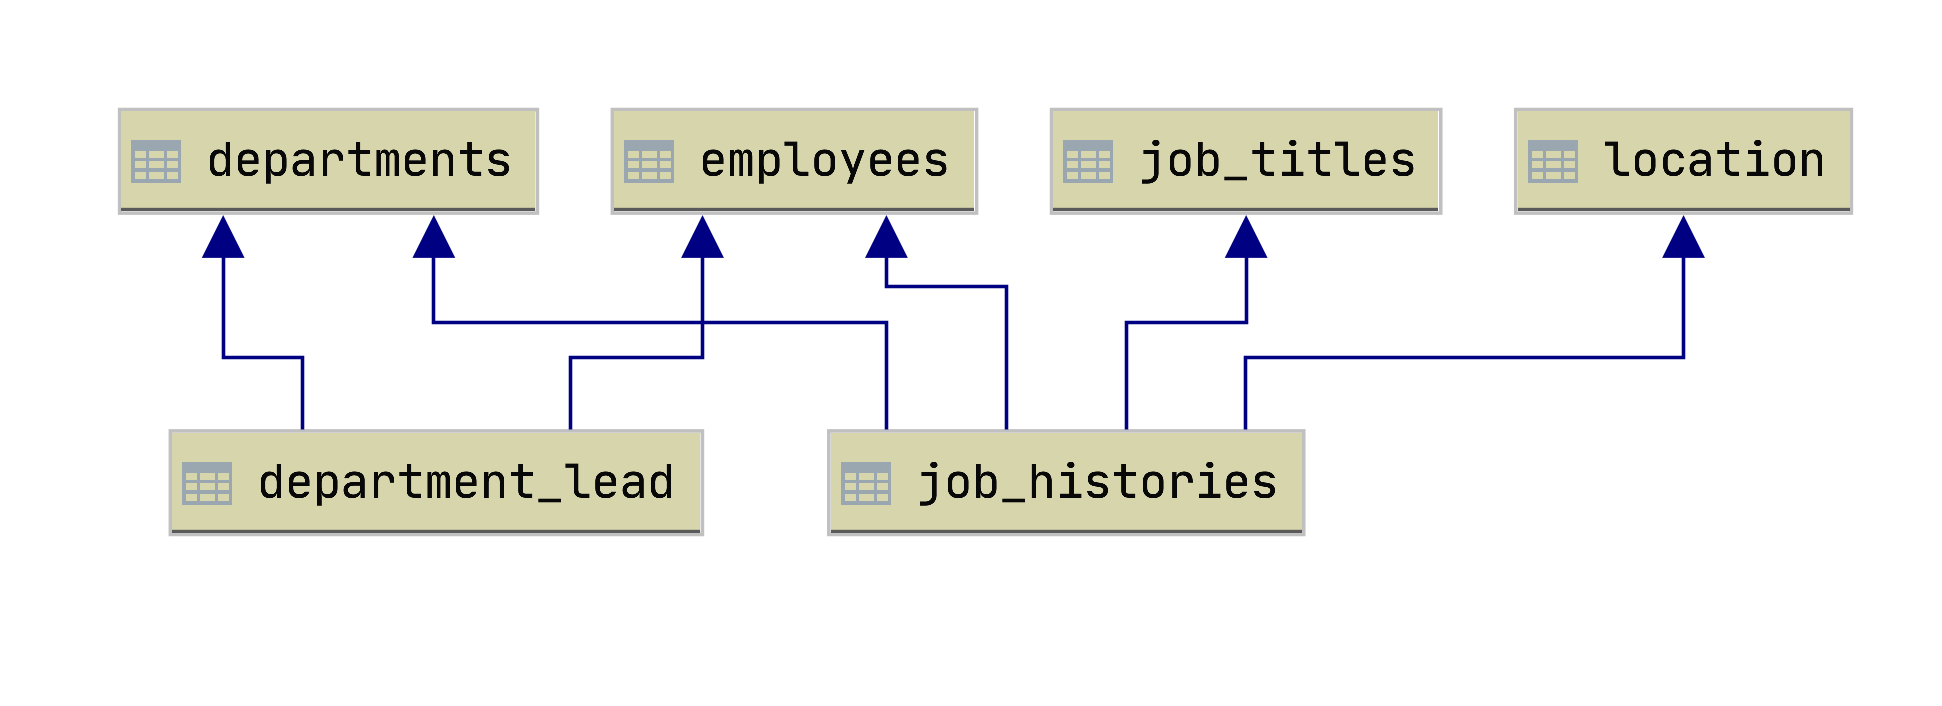 departments
employees
job_titles
location
department_lead
job_histories